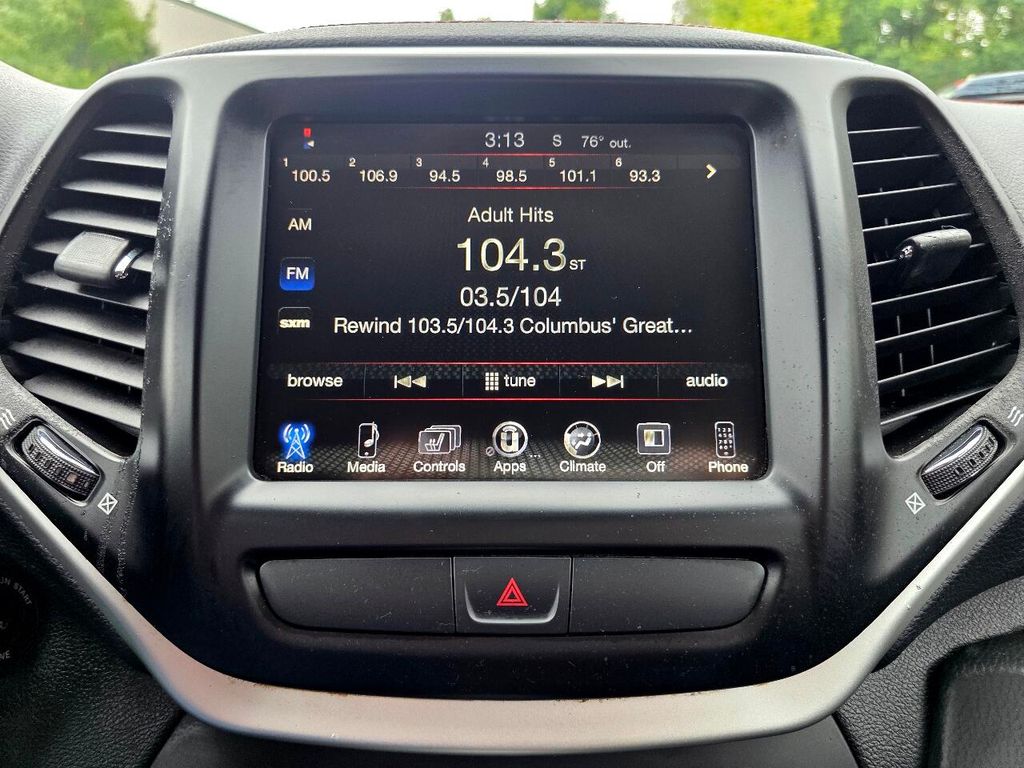 3:13 S 76° out.
1 100.5 2 106.9 3 94.5 4 98.5 5 101.1 6 93.3
Adult Hits
AM
104.3 ST
FM
03.5/104
sxm
Rewind 103.5/104.3 Columbus' Great...
browse tune audio
Radio Media Controls Apps Climate Off Phone